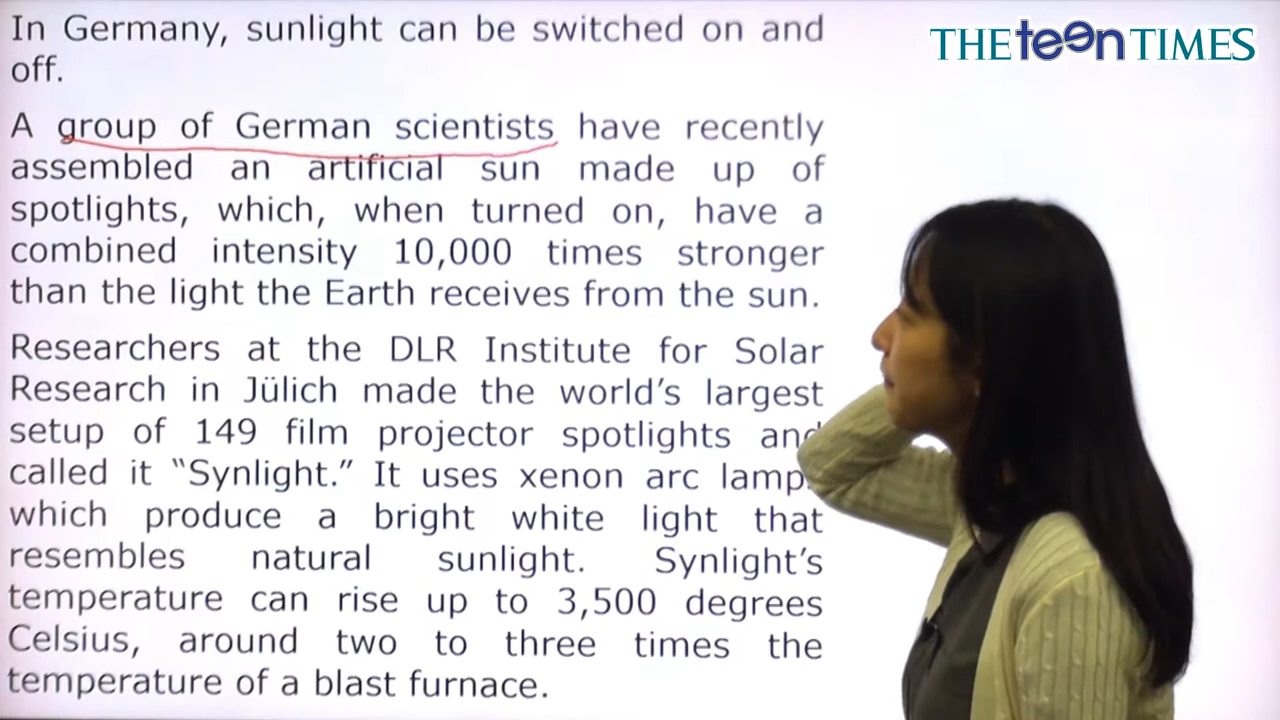 In Germany, sunlight can be switched on and
off.
A group of German scientists have recently
assembled an artificial sun made up of
spotlights, which, when turned on, have a
combined intensity 10,000 times stronger
than the light the Earth receives from the sun.
Researchers at the DLR Institute for Solar
Research in Jülich made the world's largest
setup of 149 film projector spotlights and
called it “Synlight.” It uses xenon arc lamp
which produce a bright white light that
resembles natural sunlight. Synlight's
temperature can rise up to 3,500 degrees
Celsius, around two to three times the
temperature of a blast furnace.
THE teen TIMES